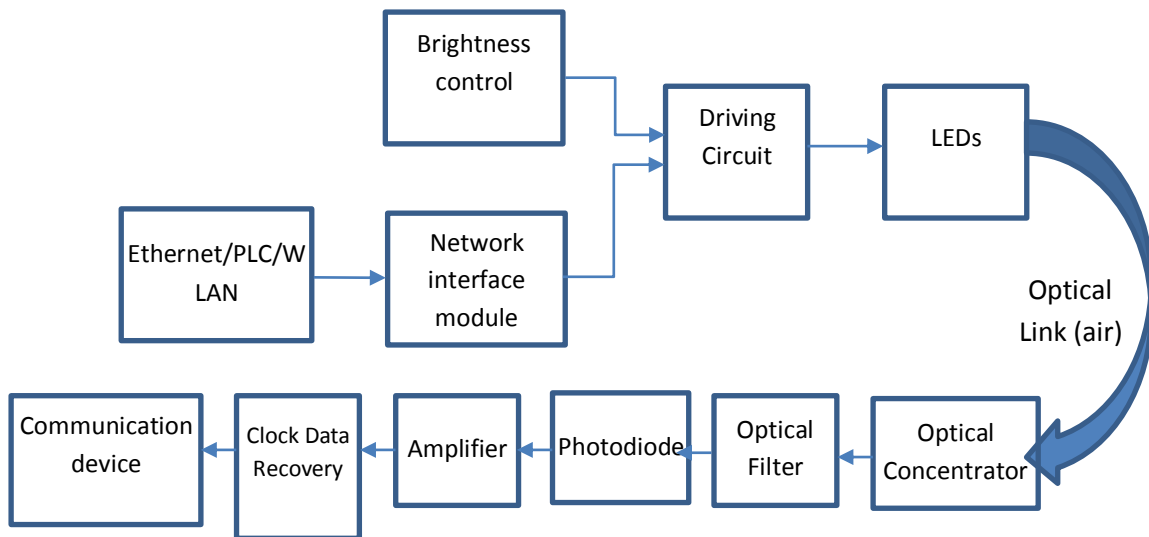 Brightness
control
Driving
Circuit
LEDs
Ethernet/PLC/W
LAN
Network
interface
module
Optical
Link (air)
Communication
device
Clock Data
Recovery
Amplifier
Photodiode
Optical
Filter
Optical
Concentrator